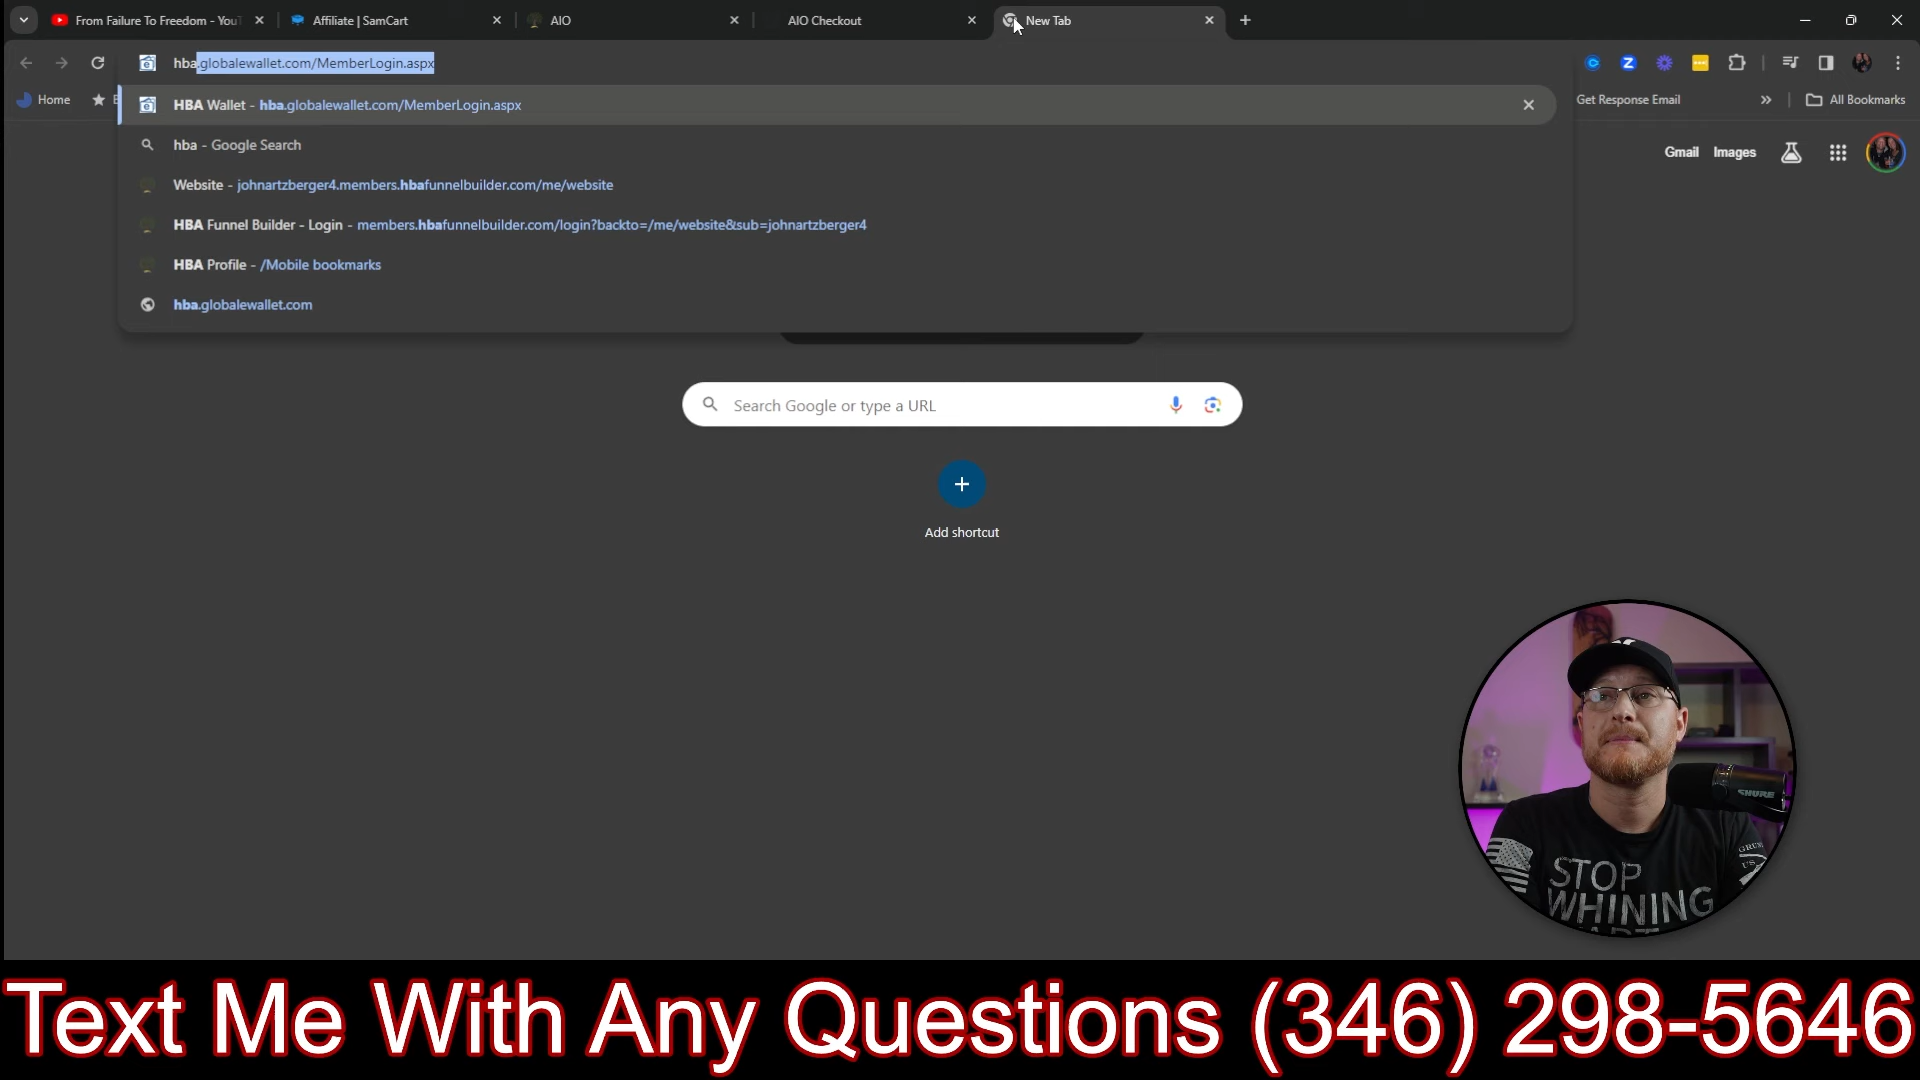 From Failure To Freedom - You
Affiliate | SamCart
AIO
AIO Checkout
New Tab
hba.globalewallet.com/MemberLogin.aspx
Home
HBA Wallet - hba.globalewallet.com/MemberLogin.aspx
Get Response Email
All Bookmarks
hba - Google Search
Gmail
Images
Website - johnartzberger4.members.hbafunnelbuilder.com/me/website
HBA Funnel Builder - Login - members.hbafunnelbuilder.com/login?backto=/me/website&sub=johnartzberger4
HBA Profile - /Mobile bookmarks
hba.globalewallet.com
Search Google or type a URL
Add shortcut
SHURE
STOP
WHINING
Text Me With Any Questions (346) 298-5646